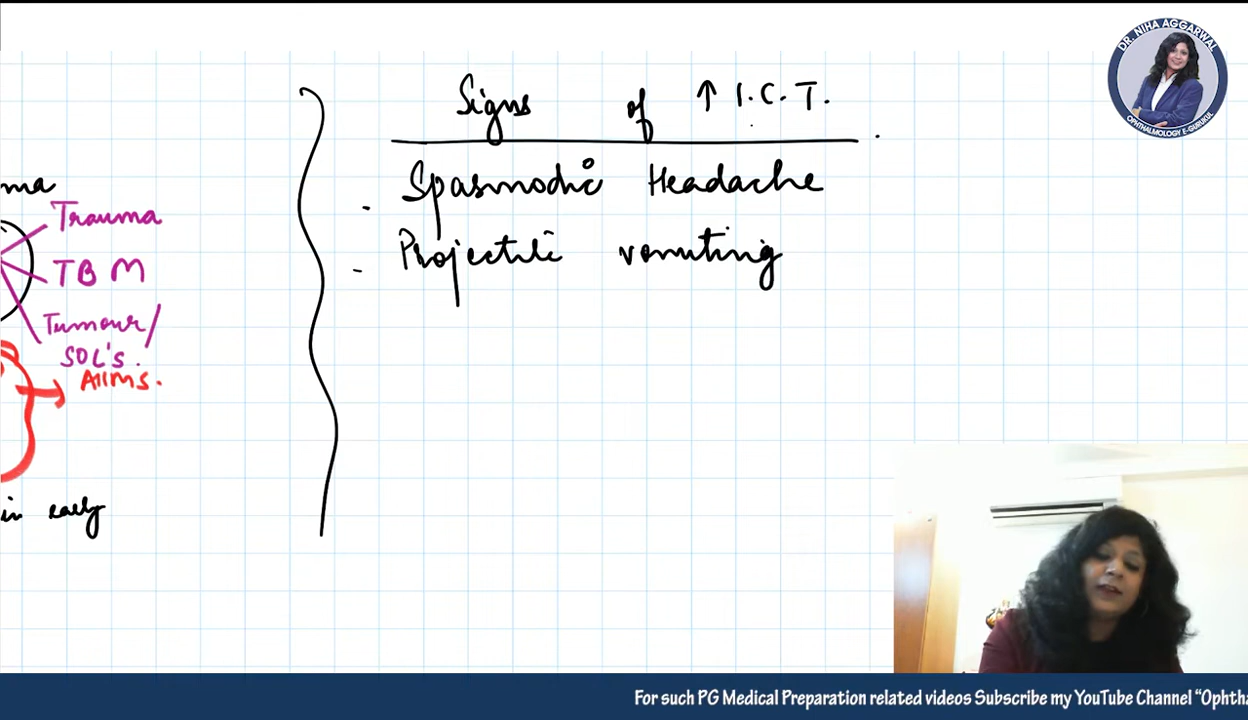 Signs of ↑ I.C.T.
- Spasmodic Headache
- Projectile vomiting
ma
Trauma
TBM
Tumour/
SOL's.
AIIMS.
in early
DR. NIHA AGGARWAL
OPHTHALMOLOGY E-GURUKUL
For such PG Medical Preparation related videos Subscribe my YouTube Channel "Ophtha